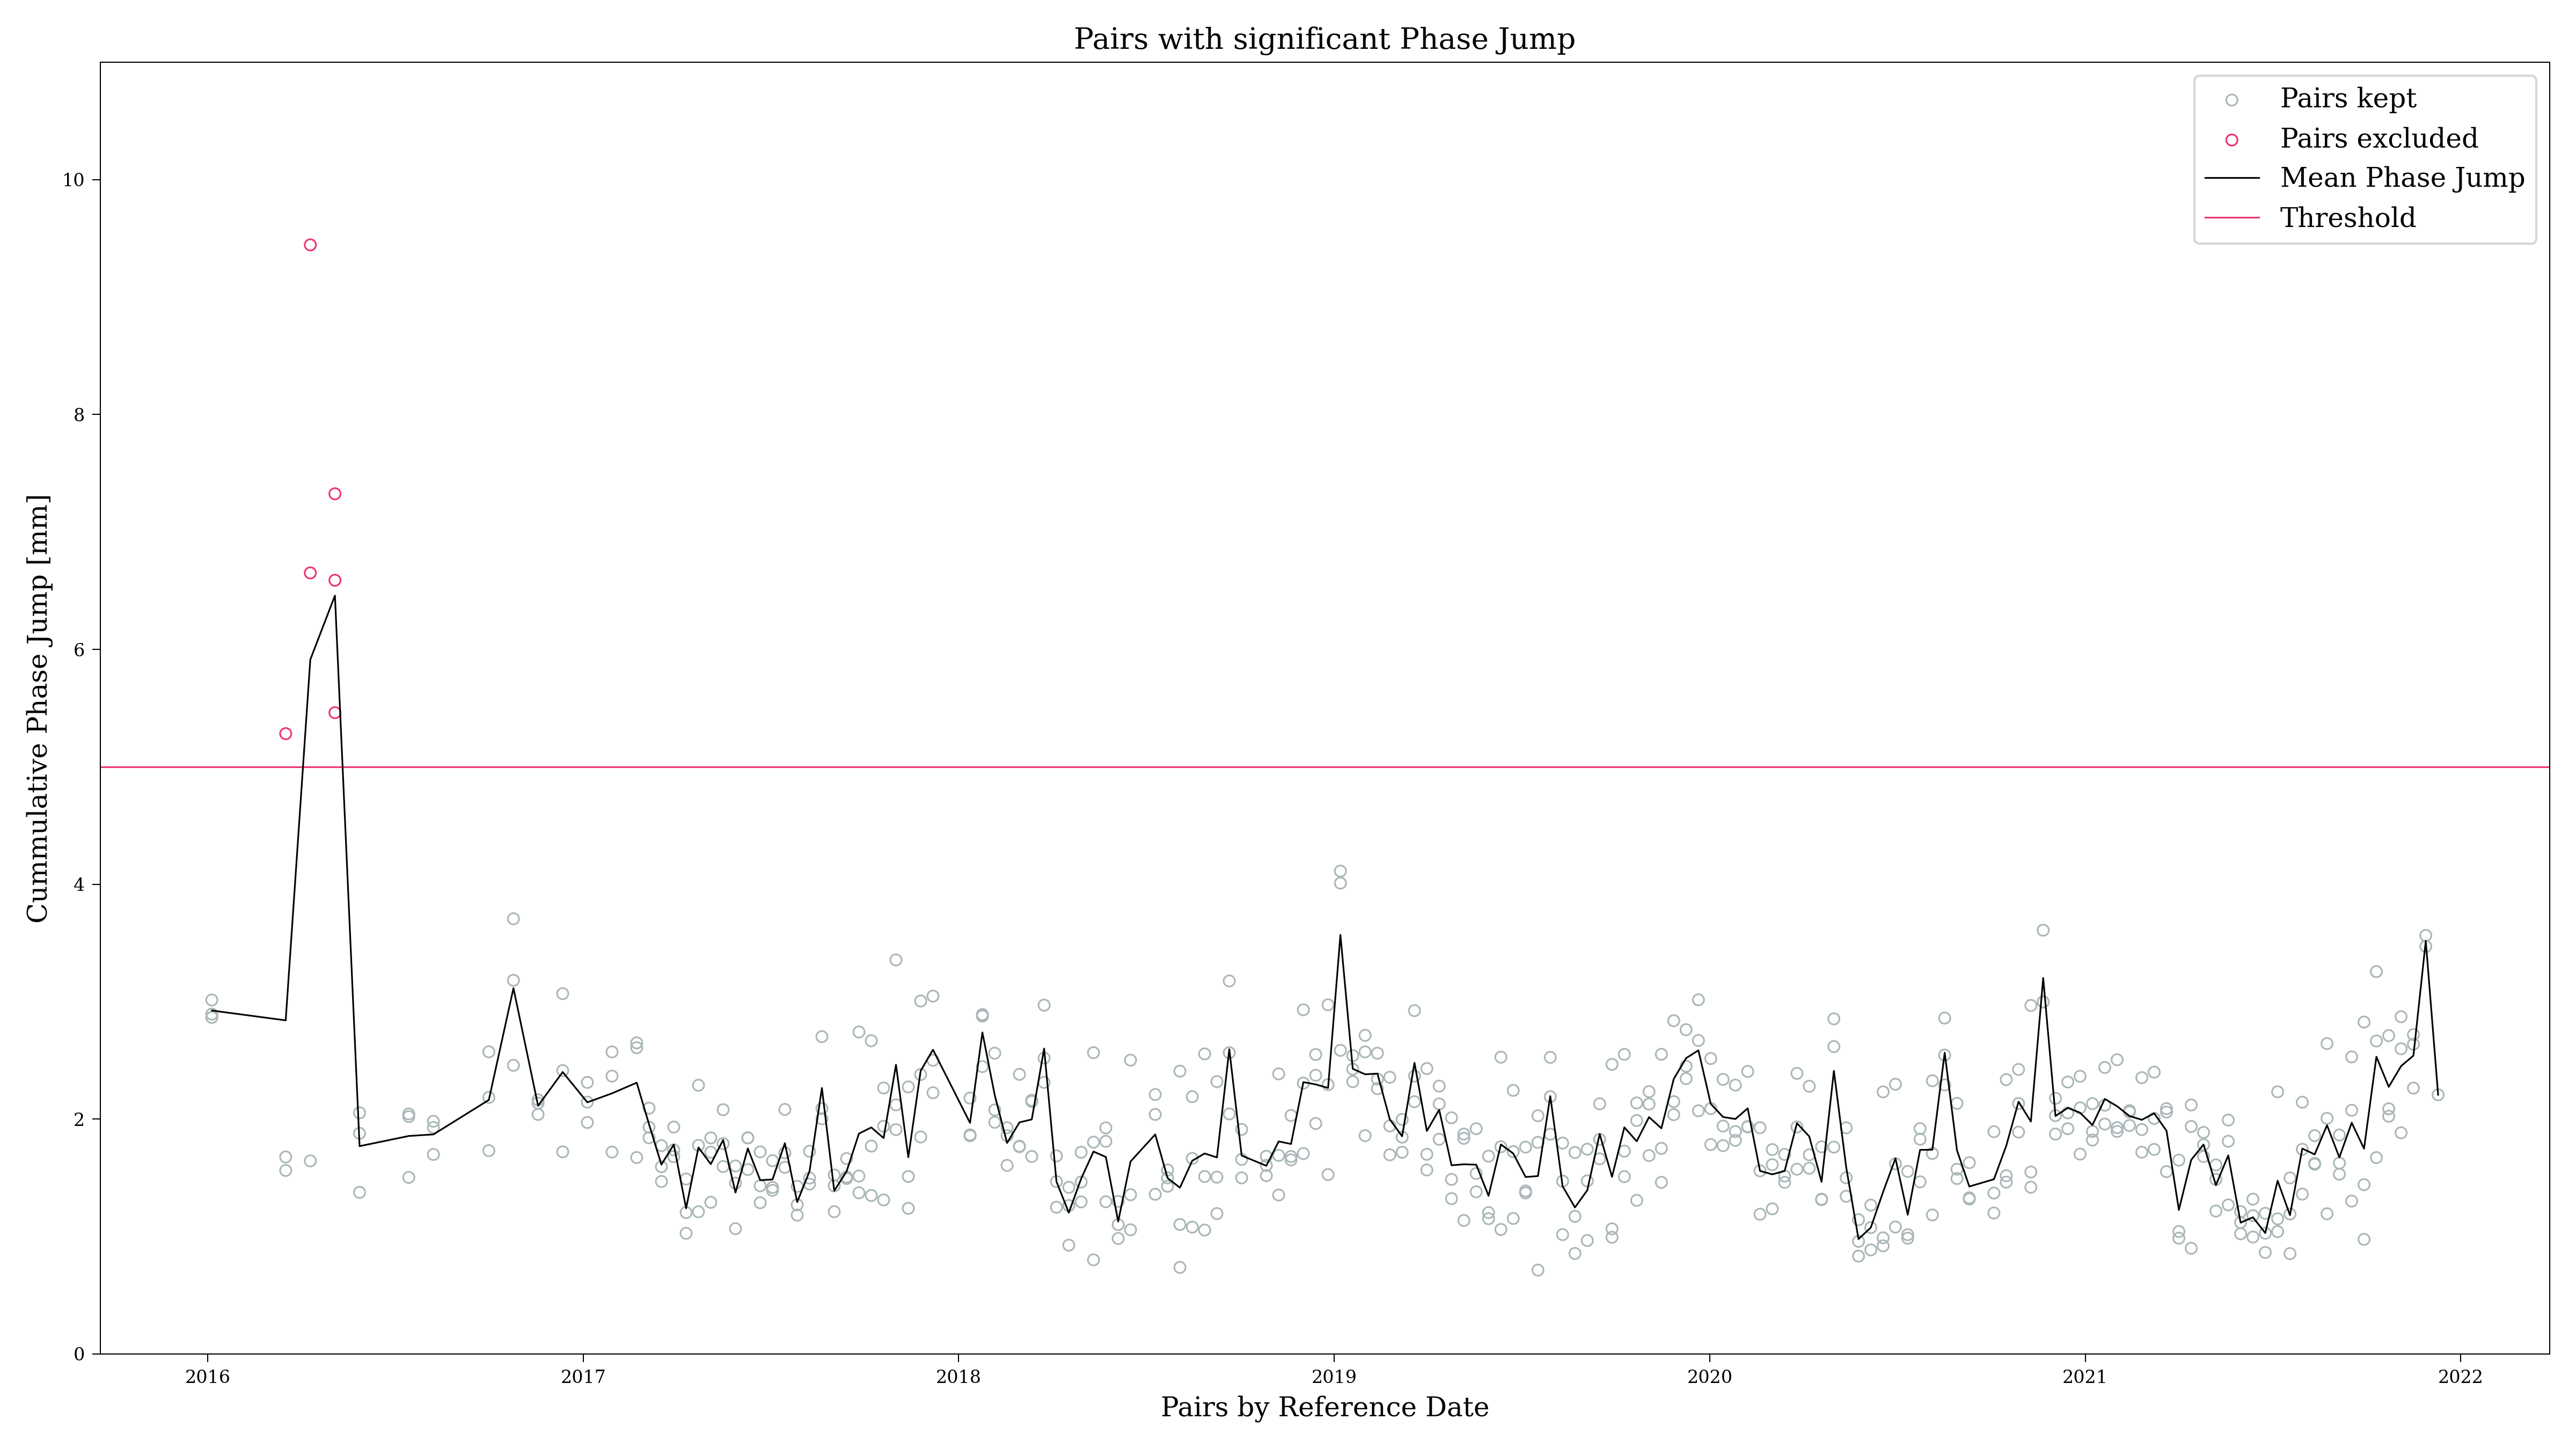 Pairs with significant Phase Jump
Pairs kept
Pairs excluded
Mean Phase Jump
Threshold
Cummulative Phase Jump [mm]
10
8
6
4
2
0
2016 2017 2018 2019 2020 2021 2022
Pairs by Reference Date